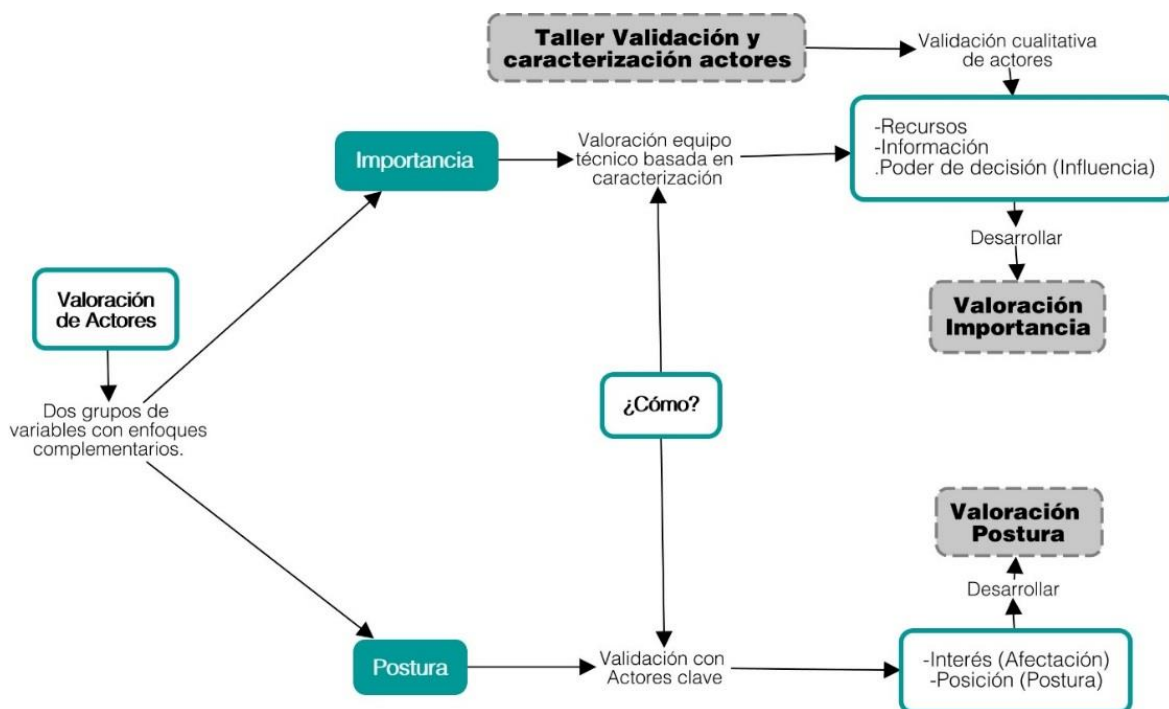 Taller Validación y
caracterización actores
Validación cualitativa
de actores
Importancia
Valoración equipo
técnico basada en
caracterización
-Recursos
-Información
.Poder de decisión (Influencia)
Desarrollar
Valoración
Importancia
Valoración
de Actores
Dos grupos de
variables con enfoques
complementarios.
¿Cómo?
Valoración
Postura
Desarrollar
Postura
Validación con
Actores clave
-Interés (Afectación)
-Posición (Postura)